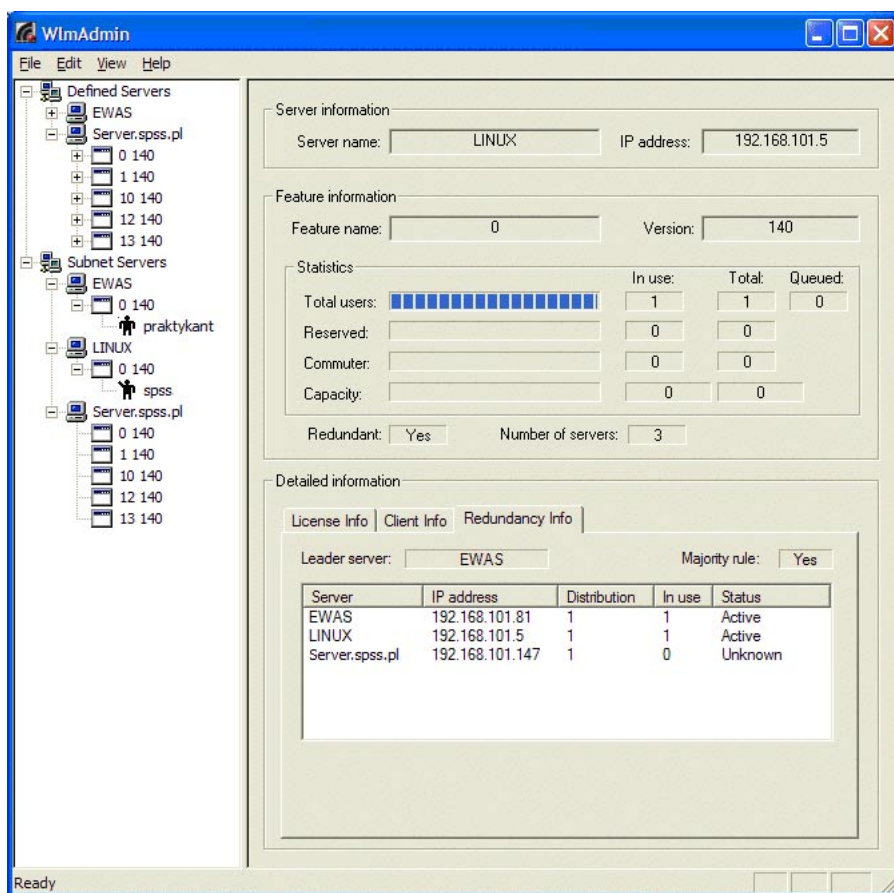 WlmAdmin
File Edit View Help
Defined Servers
EWAS
Server.spss.pl
0 140
1 140
10 140
12 140
13 140
Subnet Servers
EWAS
0 140
praktykant
LINUX
0 140
spss
Server.spss.pl
0 140
1 140
10 140
12 140
13 140
Server information
Server name: LINUX IP address: 192.168.101.5
Feature information
Feature name: 0 Version: 140
Statistics
In use: Total: Queued:
Total users: 1 1 0
Reserved: 0 0
Commuter: 0 0
Capacity: 0 0
Redundant: Yes Number of servers: 3
Detailed information
License Info Client Info Redundancy Info
Leader server: EWAS Majority rule: Yes
Server IP address Distribution In use Status
EWAS 192.168.101.81 1 1 Active
LINUX 192.168.101.5 1 1 Active
Server.spss.pl 192.168.101.147 1 0 Unknown
Ready